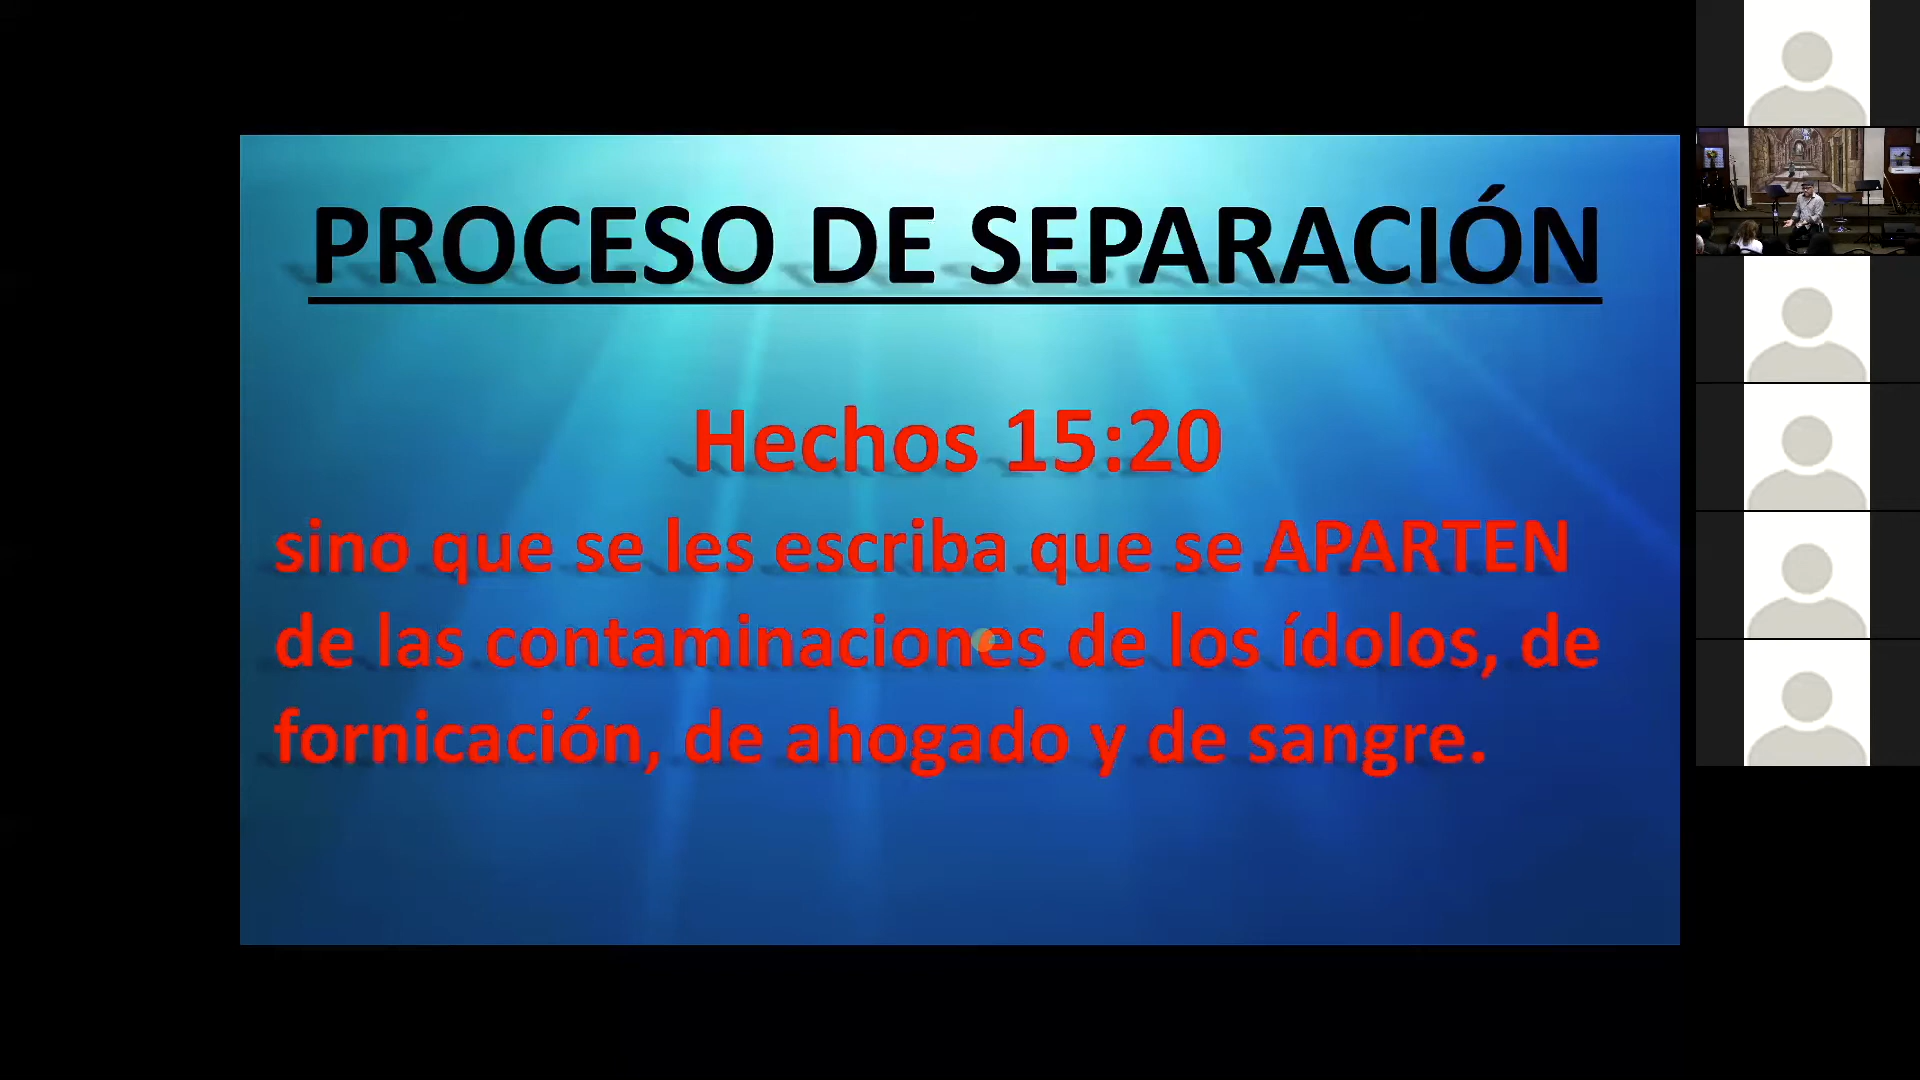 PROCESO DE SEPARACIÓN
Hechos 15:20
sino que se les escriba que se APARTEN
de las contaminaciones de los ídolos, de
fornicación, de ahogado y de sangre.